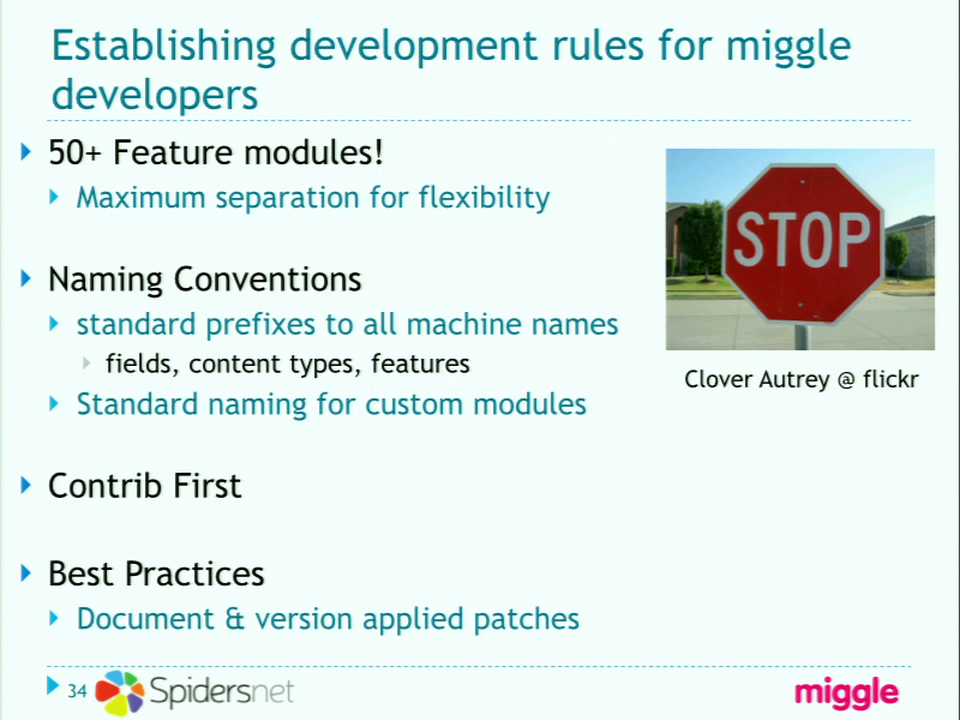 Establishing development rules for miggle
developers
50+ Feature modules!
Maximum separation for flexibility
Naming Conventions
standard prefixes to all machine names
fields, content types, features
Standard naming for custom modules
STOP
Clover Autrey @ flickr
Contrib First
Best Practices
Document & version applied patches
34
Spidersnet
miggle